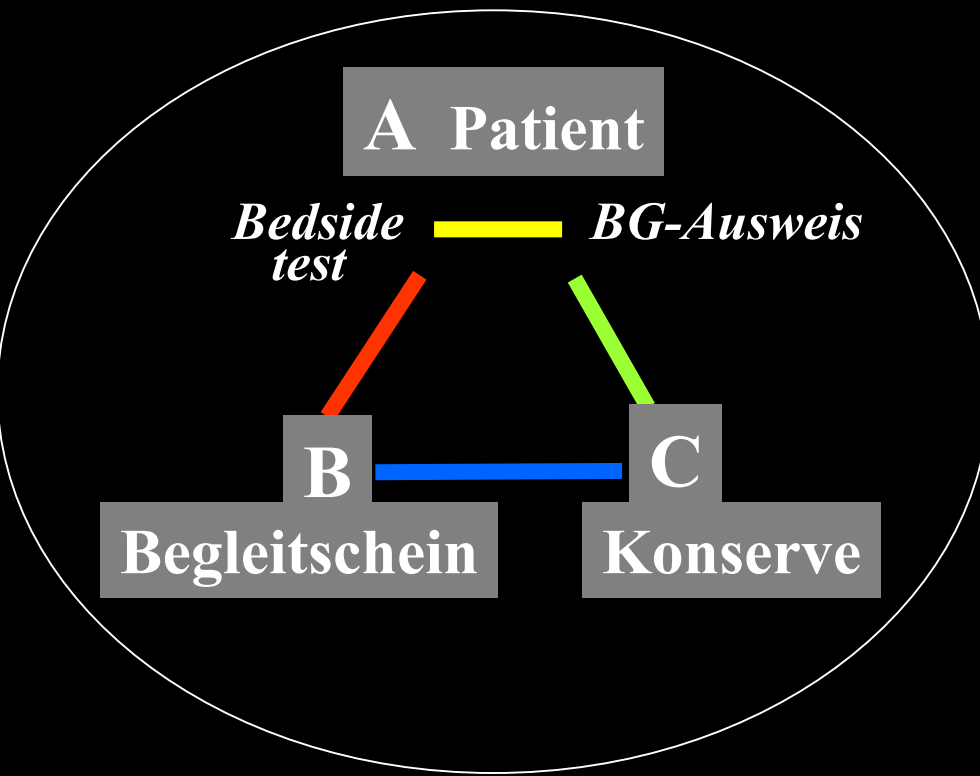 A Patient
Bedside
test
BG-Ausweis
B
Begleitschein
C
Konserve